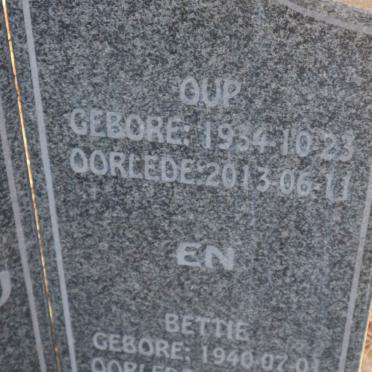 OUP
GEBORE: 1934-10-23
OORLEDE:2013-06-11
EN
BETTIE
GEBORE: 1940-07-01